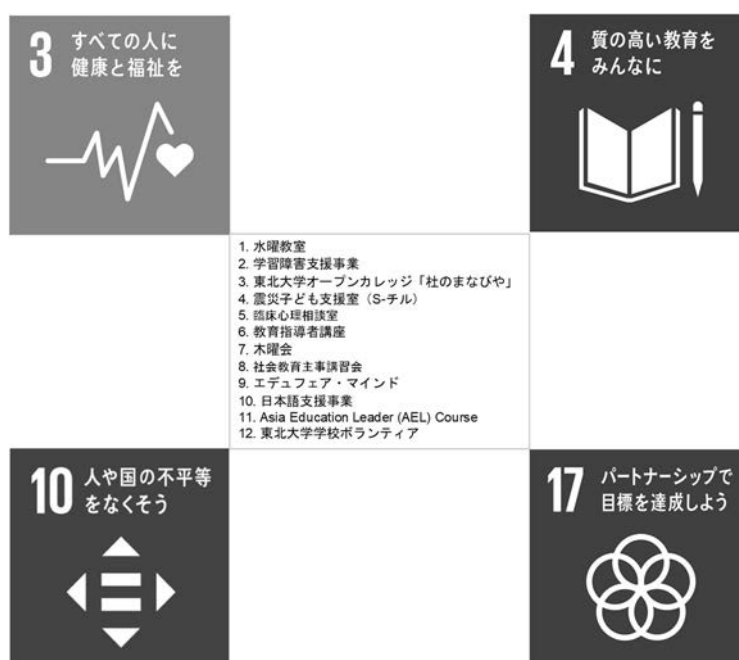 3 すべての人に
健康と福祉を
4 質の高い教育を
みんなに
1. 水曜教室
2. 学習障害支援事業
3. 東北大学オープンカレッジ「杜のまなびや」
4. 震災子ども支援室（S-チル）
5. 臨床心理相談室
6. 教育指導者講座
7. 木曜会
8. 社会教育主事講習会
9. エデュフェア・マインド
10. 日本語支援事業
11. Asia Education Leader (AEL) Course
12. 東北大学学校ボランティア
10 人や国の不平等
をなくそう
17 パートナーシップで
目標を達成しよう